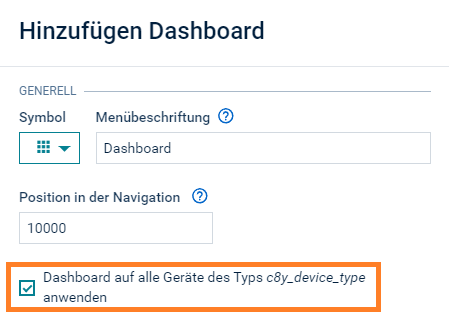 Hinzufügen Dashboard
GENERELL
Symbol Menübeschriftung ?
Dashboard
Position in der Navigation ?
10000
Dashboard auf alle Geräte des Typs c8y_device_type
anwenden